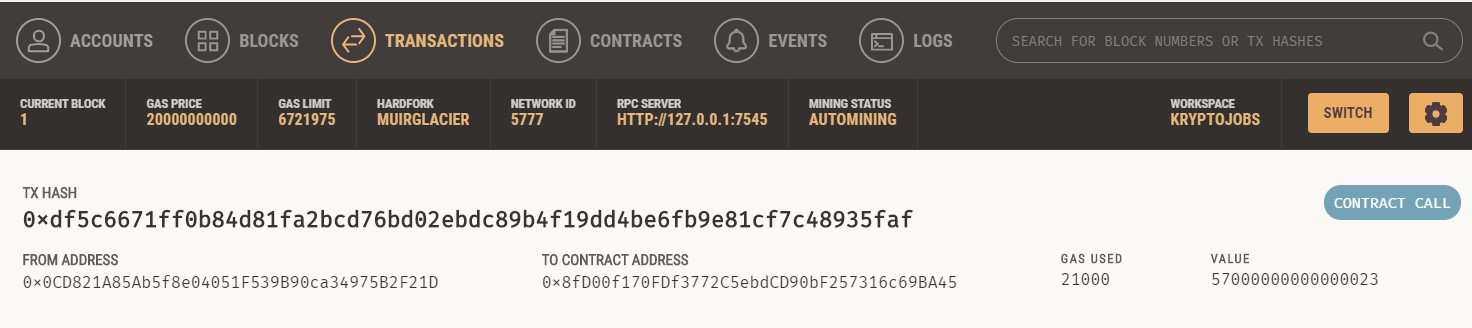 ACCOUNTS BLOCKS TRANSACTIONS CONTRACTS EVENTS LOGS SEARCH FOR BLOCK NUMBERS OR TX HASHES
CURRENT BLOCK GAS PRICE GAS LIMIT HARDFORK NETWORK ID RPC SERVER MINING STATUS WORKSPACE
1 20000000000 6721975 MUIRGLACIER 5777 HTTP://127.0.0.1:7545 AUTOMINING KRYPTOJOBS SWITCH
TX HASH
0×df5c6671ff0b84d81fa2bcd76bd02ebdc89b4f19dd4be6fb9e81cf7c48935faf CONTRACT CALL
FROM ADDRESS TO CONTRACT ADDRESS GAS USED VALUE
0×0CD821A85Ab5f8e04051F539B90ca34975B2F21D 0×8fD00f170FDf3772C5ebdCD90bF257316c69BA45 21000 57000000000000023